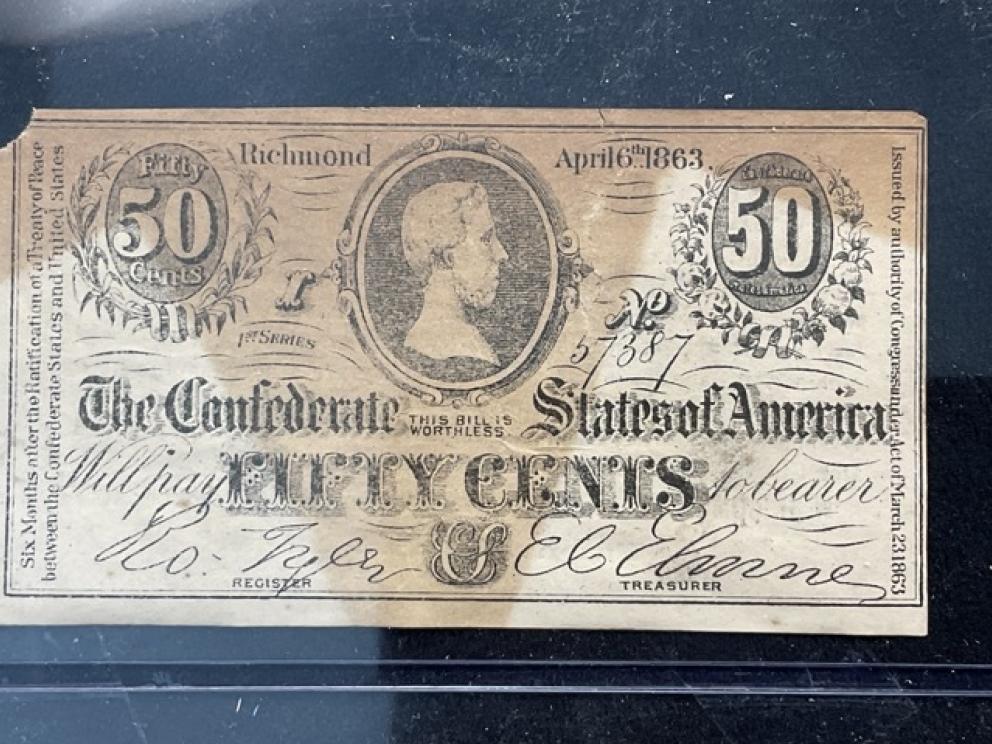 Richmond
April 6th 1863.
Fifty
50
Cents
50
I
1st SERIES
No.
57387
The Confederate States of America
THIS BILL IS
WORTHLESS.
Will pay FIFTY CENTS to bearer.
Ro. Tyler
REGISTER
CS
E C Elmore
TREASURER
Six Months after the Ratification of a Treaty of Peace
between the Confederate States and United States
Issued by authority of Congress under Act of March 23 1863